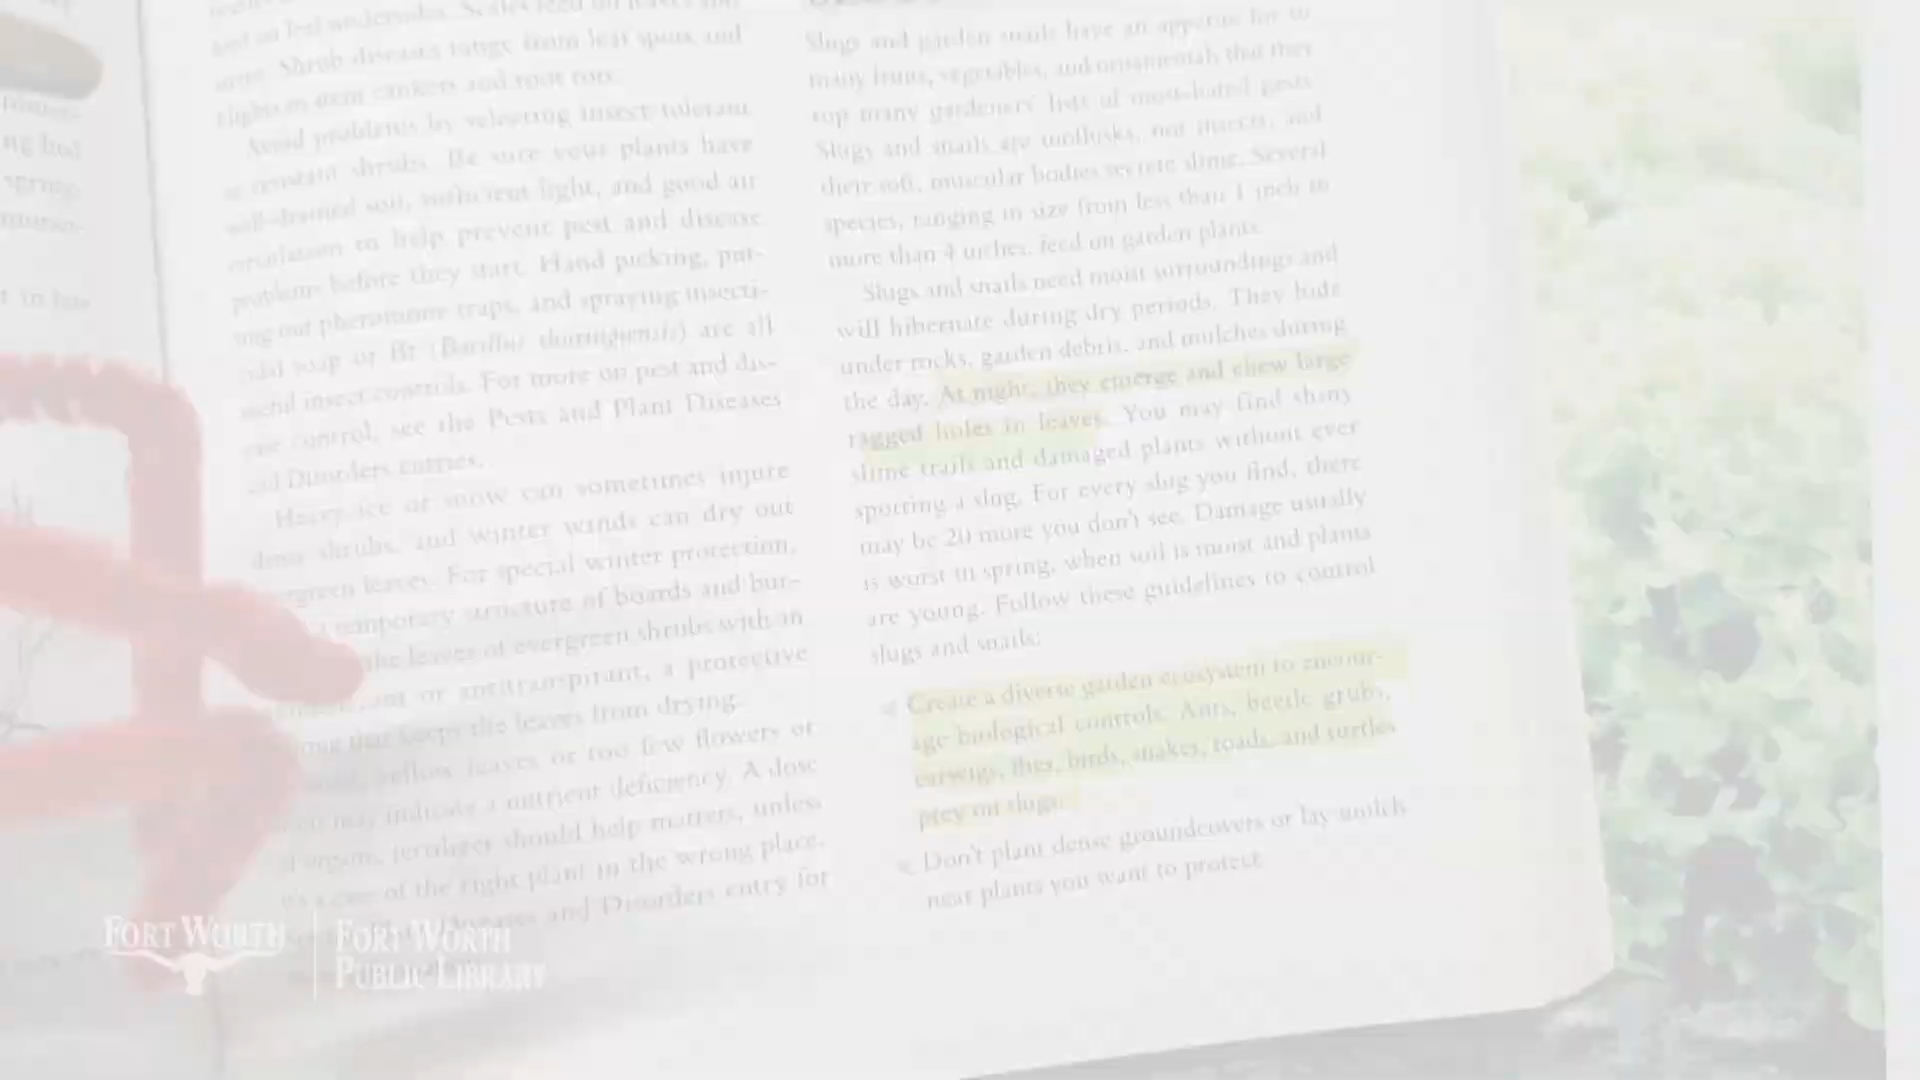 and on leaf undersides. Scales feed on leaves and
stems. Shrub diseases range from leaf spots and
blights to stem cankers and root rots.
Avoid problems by selecting insect-tolerant
or resistant shrubs. Be sure your plants have
well-drained soil, sufficient light, and good air
circulation to help prevent pest and disease
problems before they start. Hand picking, put-
ting out pheromone traps, and spraying insecti-
cidal soap or Bt (Bacillus thuringiensis) are all
useful insect controls. For more on pest and dis-
ease control, see the Pests and Plant Diseases
and Disorders entries.
Heavy ice or snow can sometimes injure
dense shrubs, and winter winds can dry out
evergreen leaves. For special winter protection,
temporary structure of boards and bur-
the leaves of evergreen shrubs with an
or antitranspirant, a protective
that keeps the leaves from drying.
yellow leaves or too few flowers or
may indicate a nutrient deficiency. A dose
of organic fertilizer should help matters, unless
it's a case of the right plant in the wrong place.
Diseases and Disorders entry for
Slugs and garden snails have an appetite for so
many fruits, vegetables, and ornamentals that they
top many gardeners' lists of most-hated pests.
Slugs and snails are mollusks, not insects, and
their soft, muscular bodies secrete slime. Several
species, ranging in size from less than 1 inch to
more than 4 inches, feed on garden plants.
Slugs and snails need moist surroundings and
will hibernate during dry periods. They hide
under rocks, garden debris, and mulches during
the day. At night, they emerge and chew large
ragged holes in leaves. You may find shiny
slime trails and damaged plants without ever
spotting a slug. For every slug you find, there
may be 20 more you don't see. Damage usually
is worst in spring, when soil is moist and plants
are young. Follow these guidelines to control
slugs and snails:
Create a diverse garden ecosystem to encour-
age biological controls. Ants, beetle grubs,
earwigs, flies, birds, snakes, toads, and turtles
prey on slugs.
Don't plant dense groundcovers or lay mulch
near plants you want to protect.
FORT WORTH
FORT WORTH
PUBLIC LIBRARY